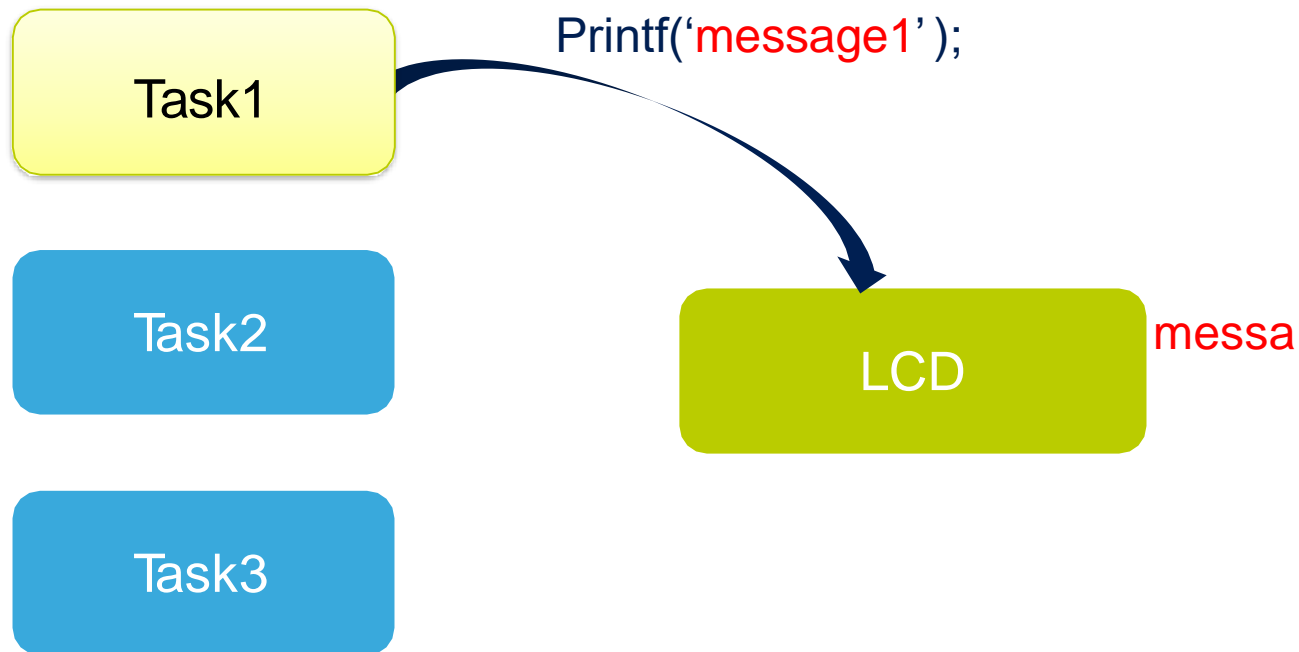 Printf(‘message1’ );
Task1
Task2
messa
LCD
Task3